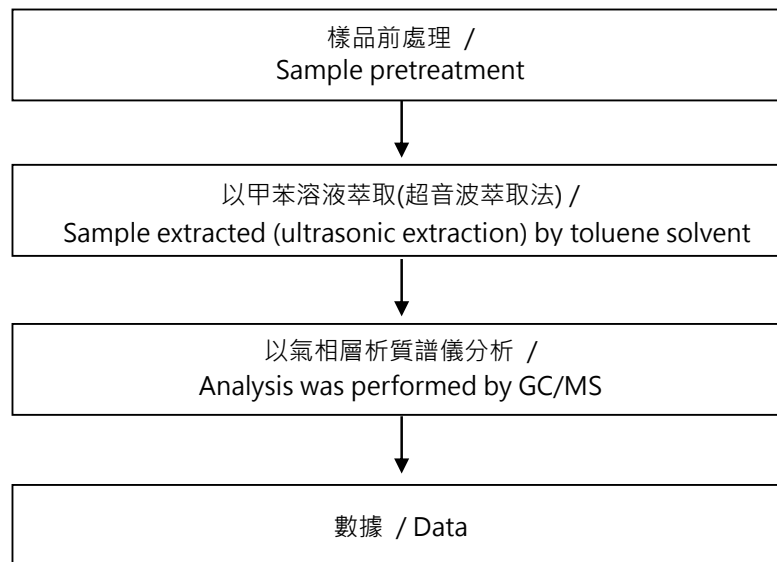 樣品前處理 /
Sample pretreatment
以甲苯溶液萃取(超音波萃取法) /
Sample extracted (ultrasonic extraction) by toluene solvent
以氣相層析質譜儀分析 /
Analysis was performed by GC/MS
數據 / Data